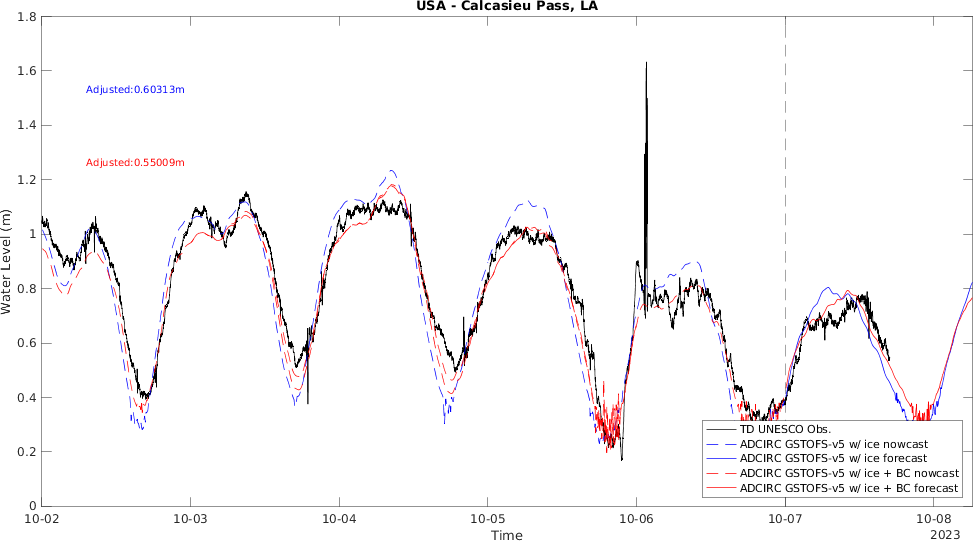 USA - Calcasieu Pass, LA
1.8
1.6
1.4
1.2
1
0.8
0.6
0.4
0.2
0
Water Level (m)
Adjusted:0.60313m
Adjusted:0.55009m
TD UNESCO Obs.
ADCIRC GSTOFS-v5 w/ ice nowcast
ADCIRC GSTOFS-v5 w/ ice forecast
ADCIRC GSTOFS-v5 w/ ice + BC nowcast
ADCIRC GSTOFS-v5 w/ ice + BC forecast
10-02 10-03 10-04 10-05 10-06 10-07 10-08
Time
2023